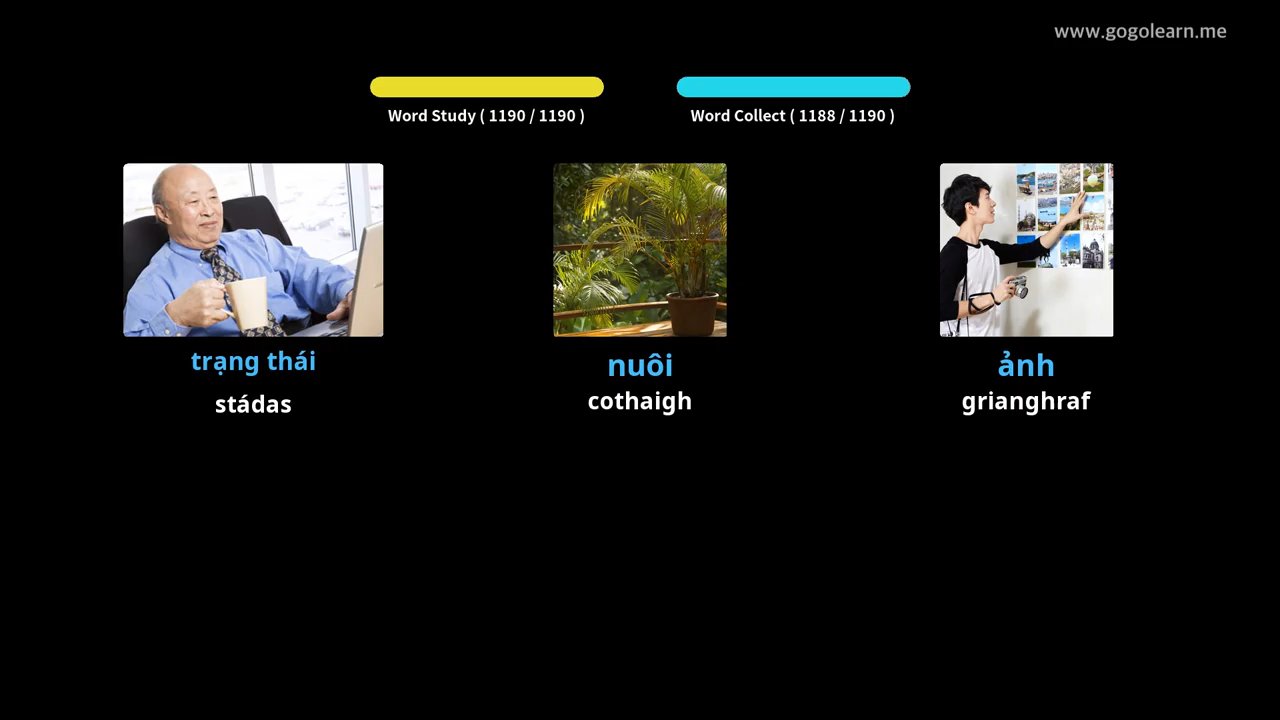 www.gogolearn.me
Word Study ( 1190 / 1190 )
Word Collect ( 1188 / 1190 )
trạng thái
stádas
nuôi
cothaigh
ảnh
grianghraf